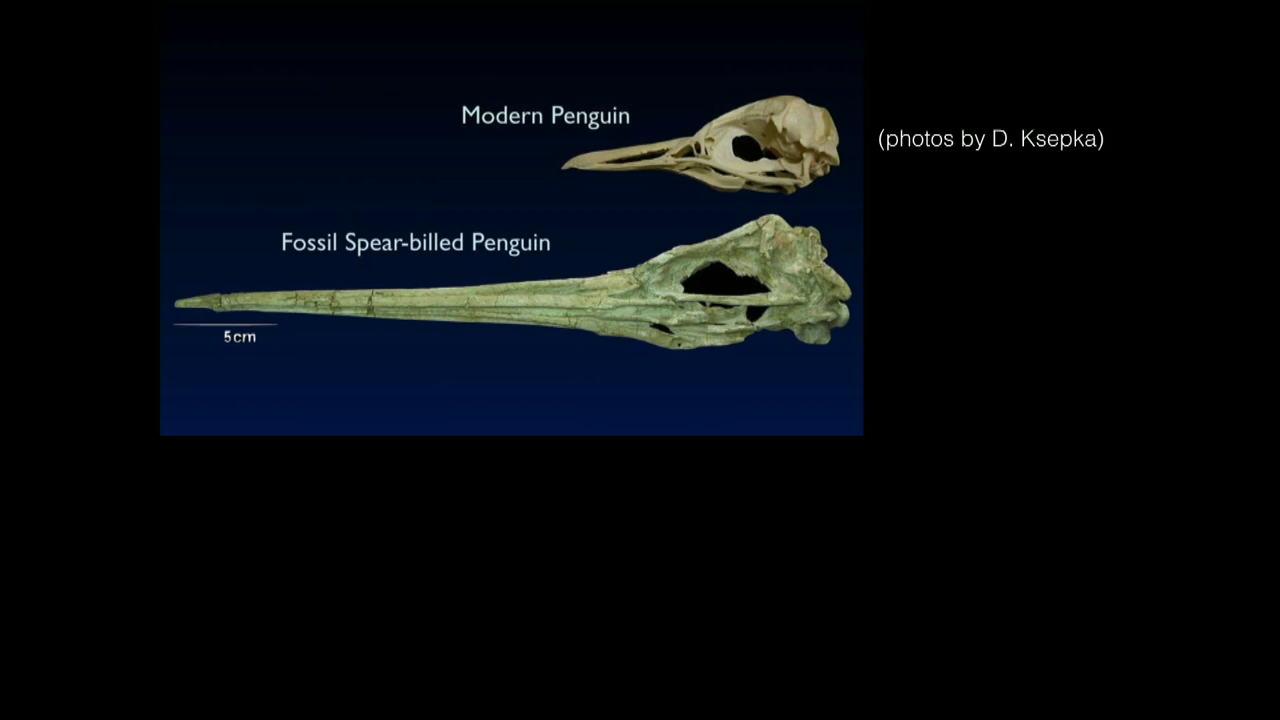 Modern Penguin
(photos by D. Ksepka)
Fossil Spear-billed Penguin
5cm